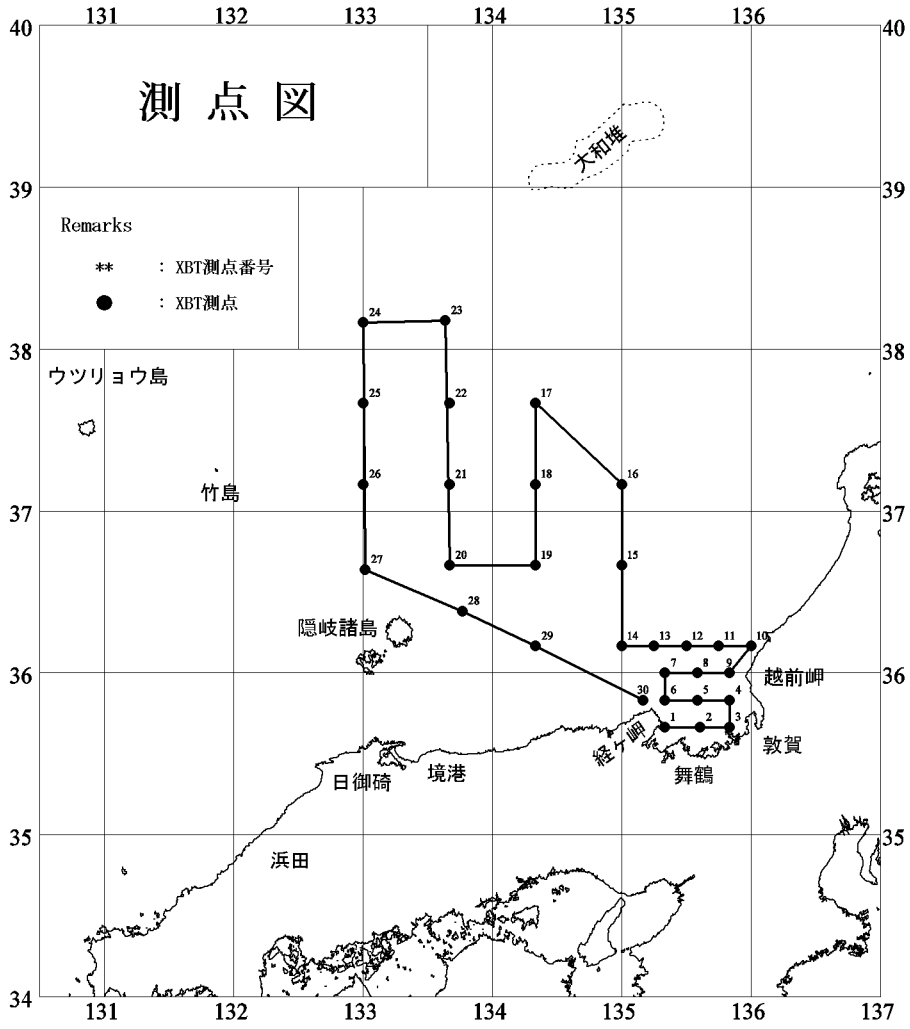 131 132 133 134 135 136
40 40
測 点 図
大和堆
39 39
Remarks
** : XBT測点番号
● : XBT測点
24 23
38 38
ウツリョウ島
25 22 17
26 21 18 16
竹島
37 37
27 20 19 15
28
隠岐諸島
29 14 13 12 11 10
36 36
7 8 9
越前岬
30 6 5 4
1 2 3
経ケ岬
敦賀
舞鶴
日御碕 境港
35 35
浜田
34 34
131 132 133 134 135 136 137